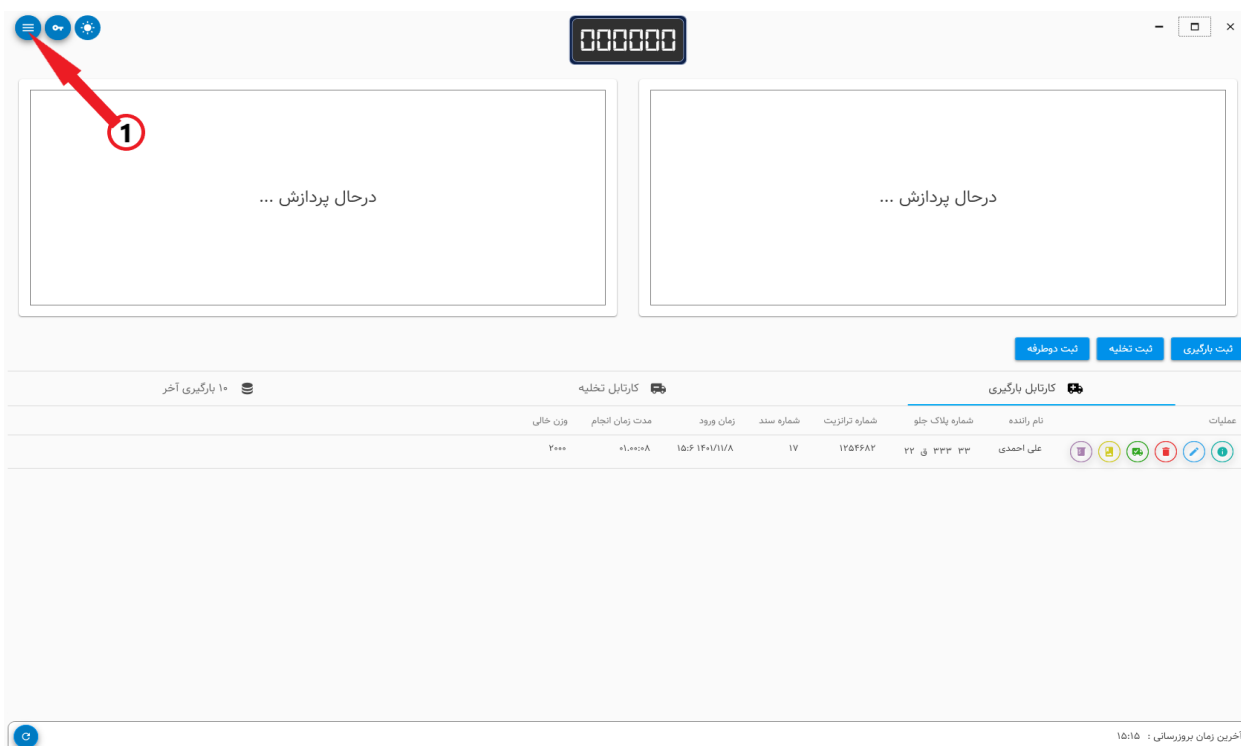 000000
1
درحال پردازش ...
درحال پردازش ...
ثبت بارگیری
ثبت تخلیه
ثبت دوطرفه
کارتابل بارگیری
کارتابل تخلیه
۱۰ بارگیری آخر
عملیات نام راننده شماره پلاک جلو شماره ترانزیت شماره سند زمان ورود مدت زمان انجام وزن خالی
علی احمدی ۳۳ ۳۳۳ ق ۲۲ ۱۲۵۴۶۸۲ ۱۷ ۱۴۰۱/۱۱/۸ ۱۵:۶ ۰۱:۰۰:۰۸ ۲۰۰۰
آخرین زمان بروزرسانی : ۱۵:۱۵